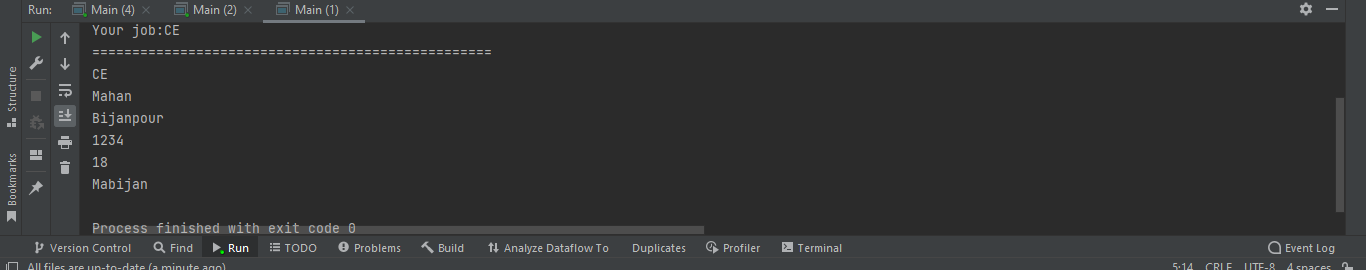 Run: Main (4) × Main (2) × Main (1) ×
Your job:CE
==================================================
CE
Mahan
Bijanpour
1234
18
Mabijan
Process finished with exit code 0
Structure
Bookmarks
Version Control Find Run TODO Problems Build Analyze Dataflow To Duplicates Profiler Terminal Event Log
All files are up-to-date (a minute ago) 5:14 CRLF UTF-8 4 spaces